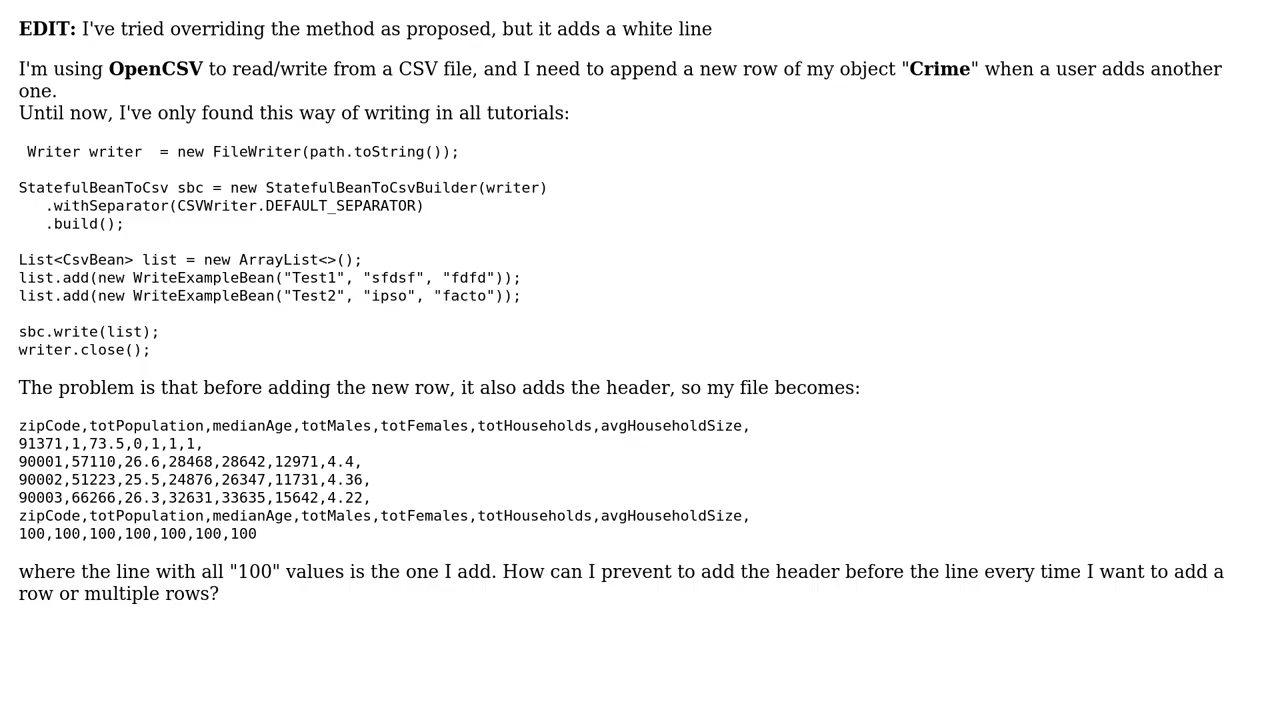 EDIT: I've tried overriding the method as proposed, but it adds a white line
I'm using OpenCSV to read/write from a CSV file, and I need to append a new row of my object "Crime" when a user adds another
one.
Until now, I've only found this way of writing in all tutorials:
Writer writer  = new FileWriter(path.toString());
StatefulBeanToCsv sbc = new StatefulBeanToCsvBuilder(writer)
   .withSeparator(CSVWriter.DEFAULT_SEPARATOR)
   .build();
List<CsvBean> list = new ArrayList<>();
list.add(new WriteExampleBean("Test1", "sfdsf", "fdfd"));
list.add(new WriteExampleBean("Test2", "ipso", "facto"));
sbc.write(list);
writer.close();
The problem is that before adding the new row, it also adds the header, so my file becomes:
zipCode,totPopulation,medianAge,totMales,totFemales,totHouseholds,avgHouseholdSize,
91371,1,73.5,0,1,1,1,
90001,57110,26.6,28468,28642,12971,4.4,
90002,51223,25.5,24876,26347,11731,4.36,
90003,66266,26.3,32631,33635,15642,4.22,
zipCode,totPopulation,medianAge,totMales,totFemales,totHouseholds,avgHouseholdSize,
100,100,100,100,100,100,100
where the line with all "100" values is the one I add. How can I prevent to add the header before the line every time I want to add a
row or multiple rows?